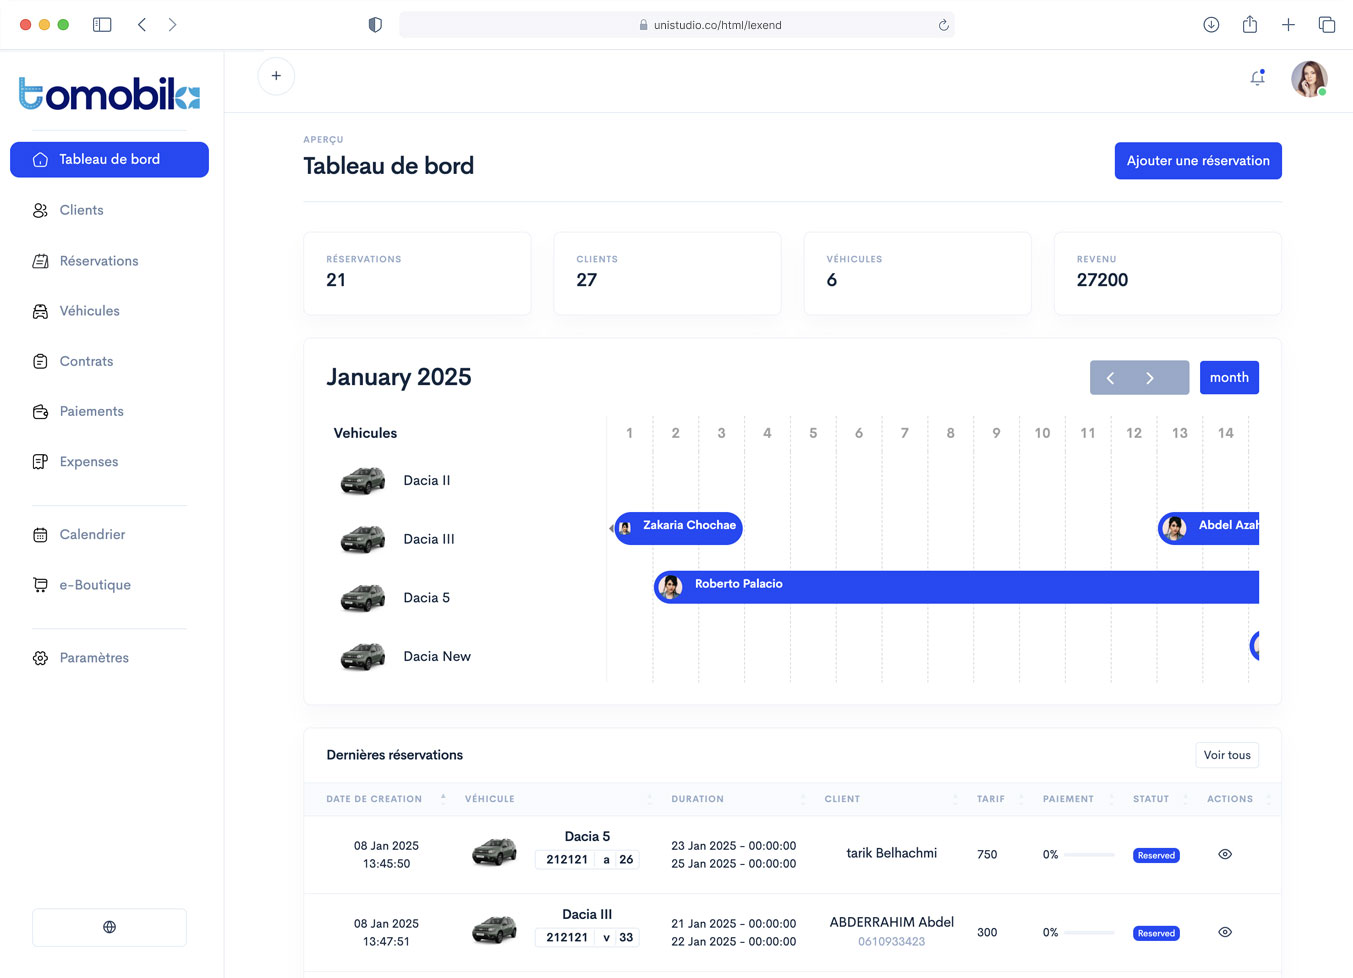 unistudio.co/html/lexend
tomobile
Tableau de bord
Clients
Réservations
Véhicules
Contrats
Paiements
Expenses
Calendrier
e-Boutique
Paramètres
APERÇU
Tableau de bord
Ajouter une réservation
RÉSERVATIONS
21
CLIENTS
27
VÉHICULES
6
REVENU
27200
January 2025
month
Vehicules 1 2 3 4 5 6 7 8 9 10 11 12 13 14
Dacia II
Dacia III Zakaria Chochae Abdel Azah
Dacia 5 Roberto Palacio
Dacia New
Dernières réservations
Voir tous
DATE DE CREATION VÉHICULE DURATION CLIENT TARIF PAIEMENT STATUT ACTIONS
08 Jan 2025
13:45:50
Dacia 5
212121 a 26
23 Jan 2025 - 00:00:00
25 Jan 2025 - 00:00:00
tarik Belhachmi
750
0%
Reserved
08 Jan 2025
13:47:51
Dacia III
212121 v 33
21 Jan 2025 - 00:00:00
22 Jan 2025 - 00:00:00
ABDERRAHIM Abdel
0610933423
300
0%
Reserved